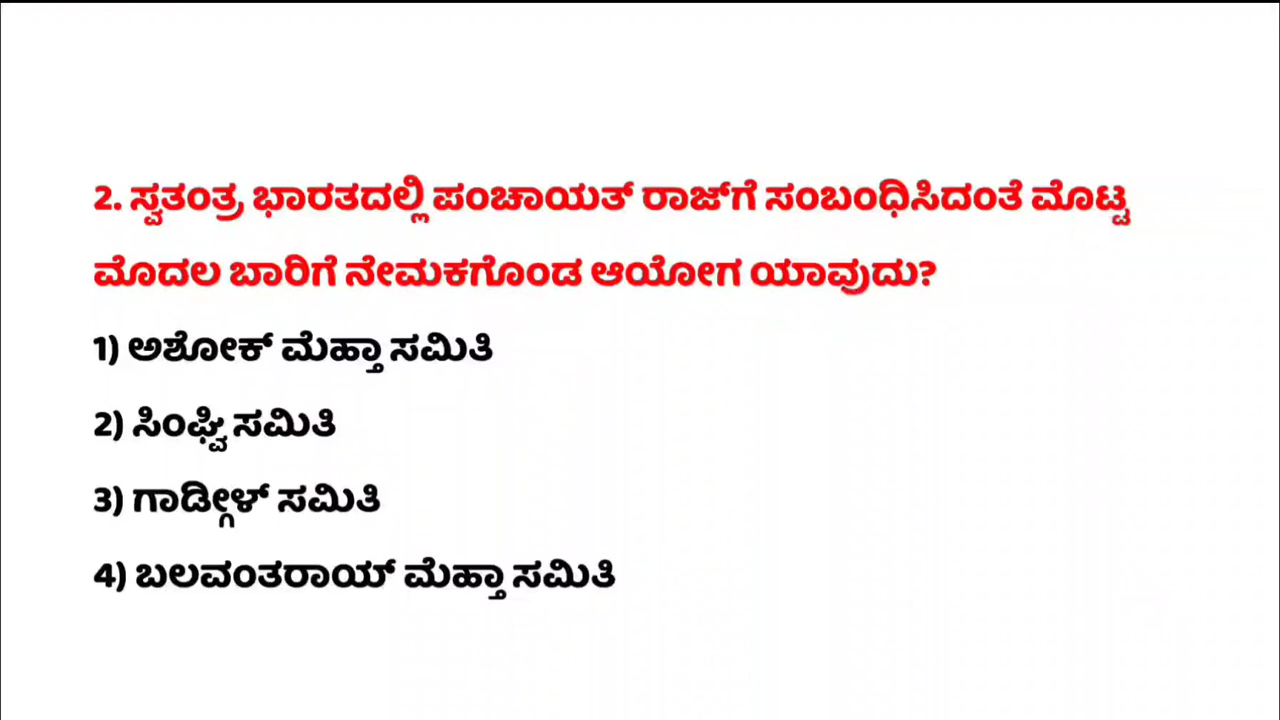 2. ಸ್ವತಂತ್ರ ಭಾರತದಲ್ಲಿ ಪಂಚಾಯತ್ ರಾಜ್‌ಗೆ ಸಂಬಂಧಿಸಿದಂತೆ ಮೊಟ್ಟ
ಮೊದಲ ಬಾರಿಗೆ ನೇಮಕಗೊಂಡ ಆಯೋಗ ಯಾವುದು?
1) ಅಶೋಕ್ ಮೆಹ್ತಾ ಸಮಿತಿ
2) ಸಿಂಘ್ವಿ ಸಮಿತಿ
3) ಗಾಡ್ಗೀಳ್ ಸಮಿತಿ
4) ಬಲವಂತರಾಯ್ ಮೆಹ್ತಾ ಸಮಿತಿ